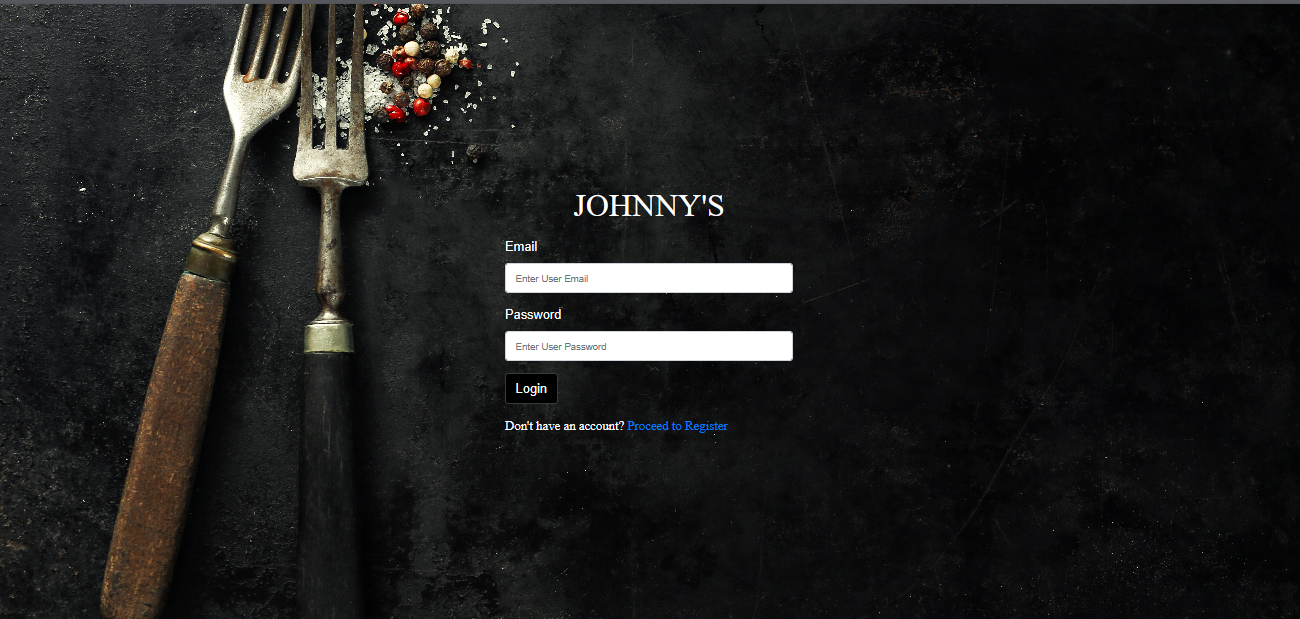 JOHNNY'S
Email
Enter User Email
Password
Enter User Password
Login
Don't have an account? Proceed to Register